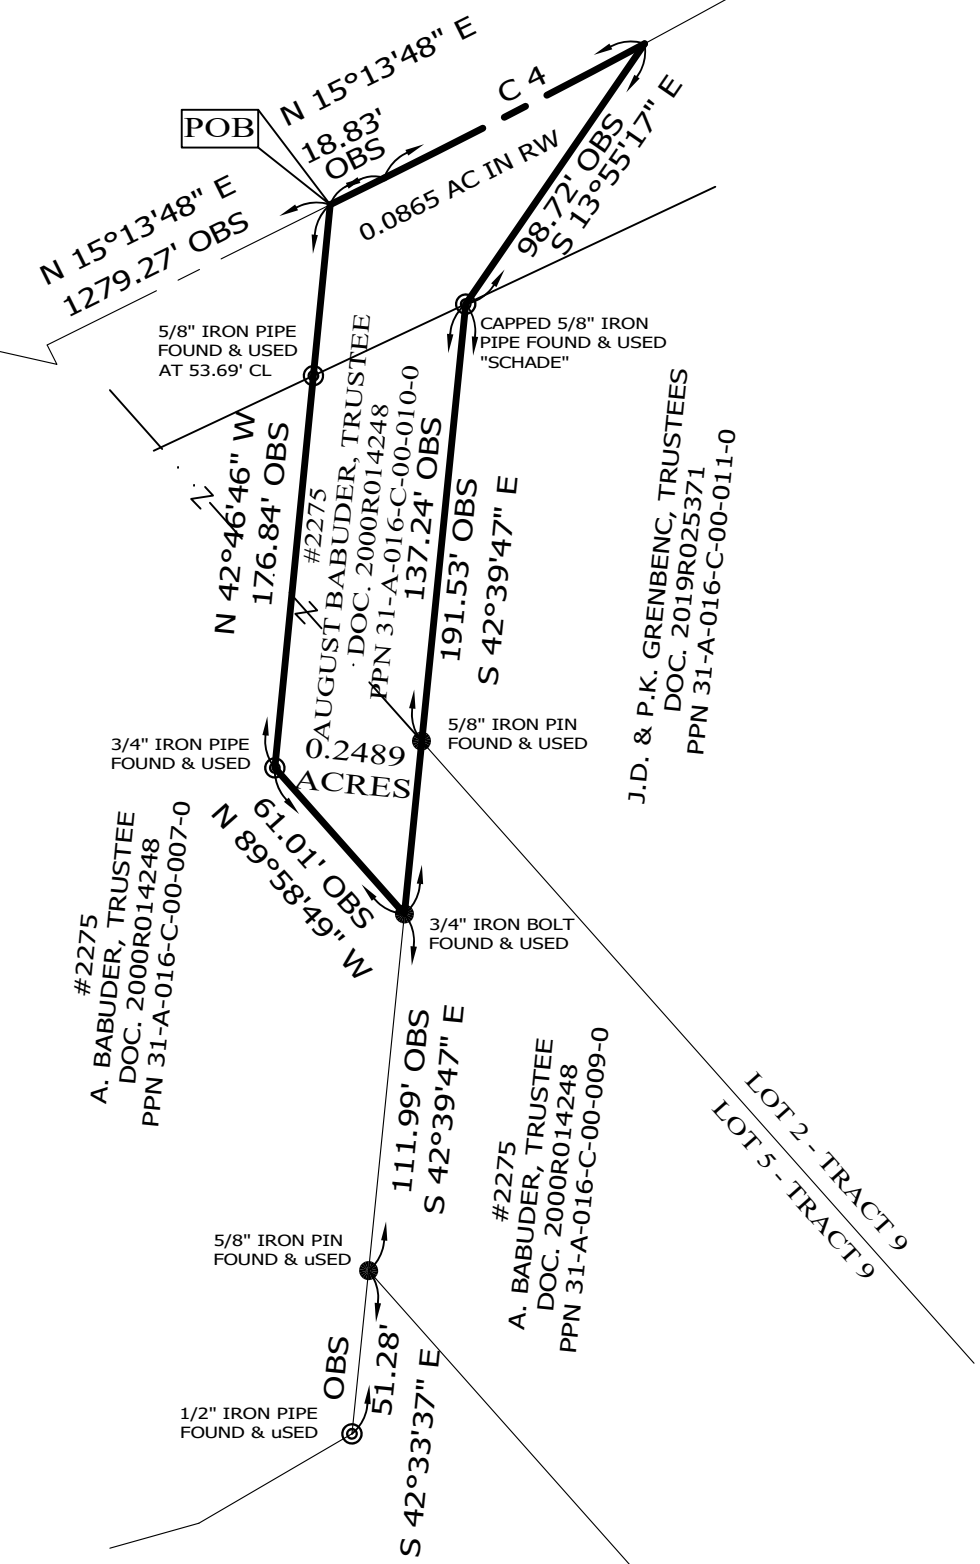 N 15°13'48" E
18.83'
OBS
C 4
POB
N 15°13'48" E
1279.27' OBS
0.0865 AC IN RW
98.72' OBS
S 13°55'17" E
5/8" IRON PIPE
FOUND & USED
AT 53.69' CL
CAPPED 5/8" IRON
PIPE FOUND & USED
"SCHADE"
N 42°46'46" W
176.84' OBS
#2275
AUGUST BABUDER, TRUSTEE
DOC. 2000R014248
PPN 31-A-016-C-00-010-0
137.24' OBS
191.53' OBS
S 42°39'47" E
J.D. & P.K. GRENBENC, TRUSTEES
DOC. 2019R025371
PPN 31-A-016-C-00-011-0
3/4" IRON PIPE
FOUND & USED
0.2489
ACRES
5/8" IRON PIN
FOUND & USED
61.01' OBS
N 89°58'49" W
3/4" IRON BOLT
FOUND & USED
#2275
A. BABUDER, TRUSTEE
DOC. 2000R014248
PPN 31-A-016-C-00-007-0
111.99' OBS
S 42°39'47" E
#2275
A. BABUDER, TRUSTEE
DOC. 2000R014248
PPN 31-A-016-C-00-009-0
LOT 2 - TRACT 9
LOT 5 - TRACT 9
5/8" IRON PIN
FOUND & uSED
OBS
51.28'
S 42°33'37" E
1/2" IRON PIPE
FOUND & uSED